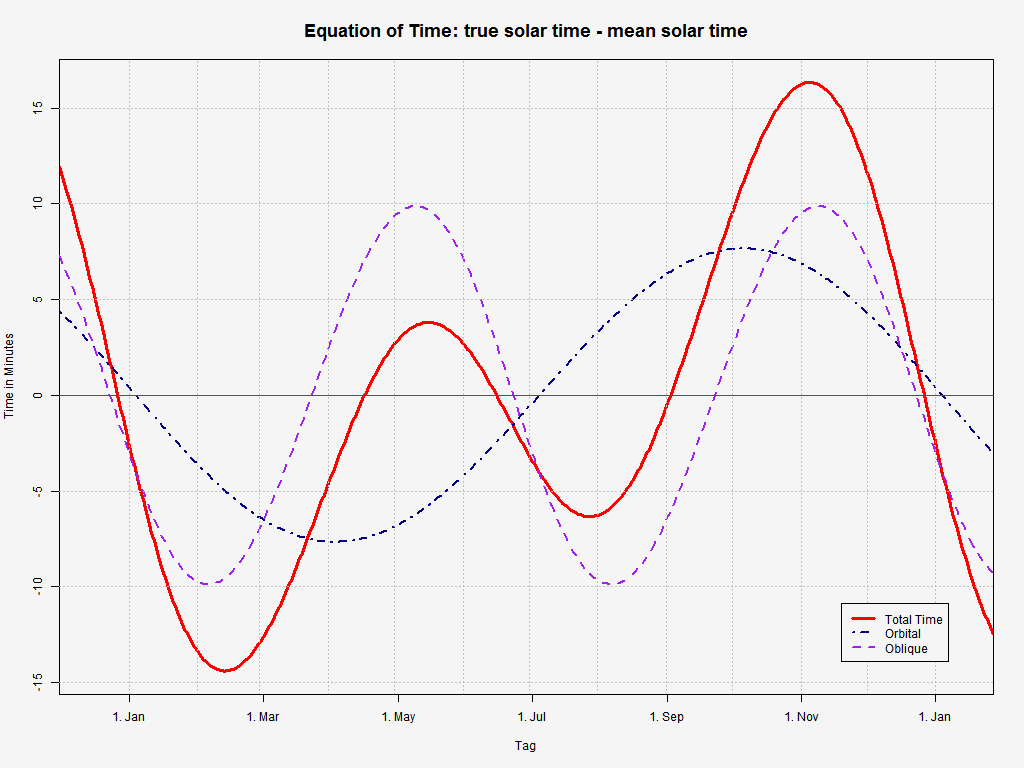 Equation of Time: true solar time - mean solar time
Time in Minutes
15
10
5
0
-5
-10
-15
Total Time
Orbital
Oblique
1. Jan
1. Mar
1. May
1. Jul
1. Sep
1. Nov
1. Jan
Tag